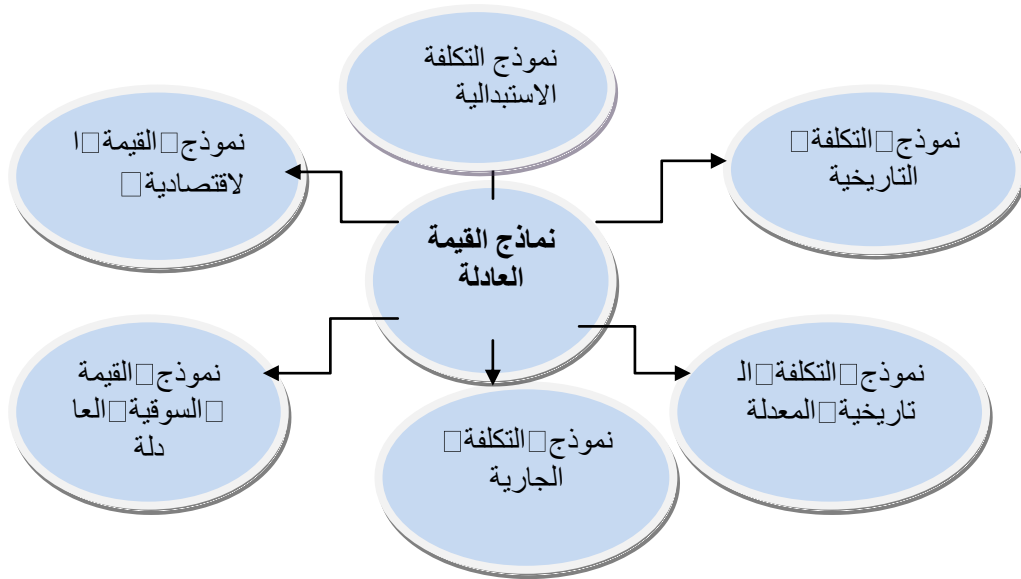 نموذج التكلفة
الاستبدالية
نموذج□التكلفة□
التاريخية
نموذج□القيمة□ا
لاقتصادية□
نماذج القيمة
العادلة
نموذج□التكلفة□الـ
تاريخية□المعدلة
نموذج□القيمة
□السوقية□العا
دلة
نموذج□التكلفة□
الجارية